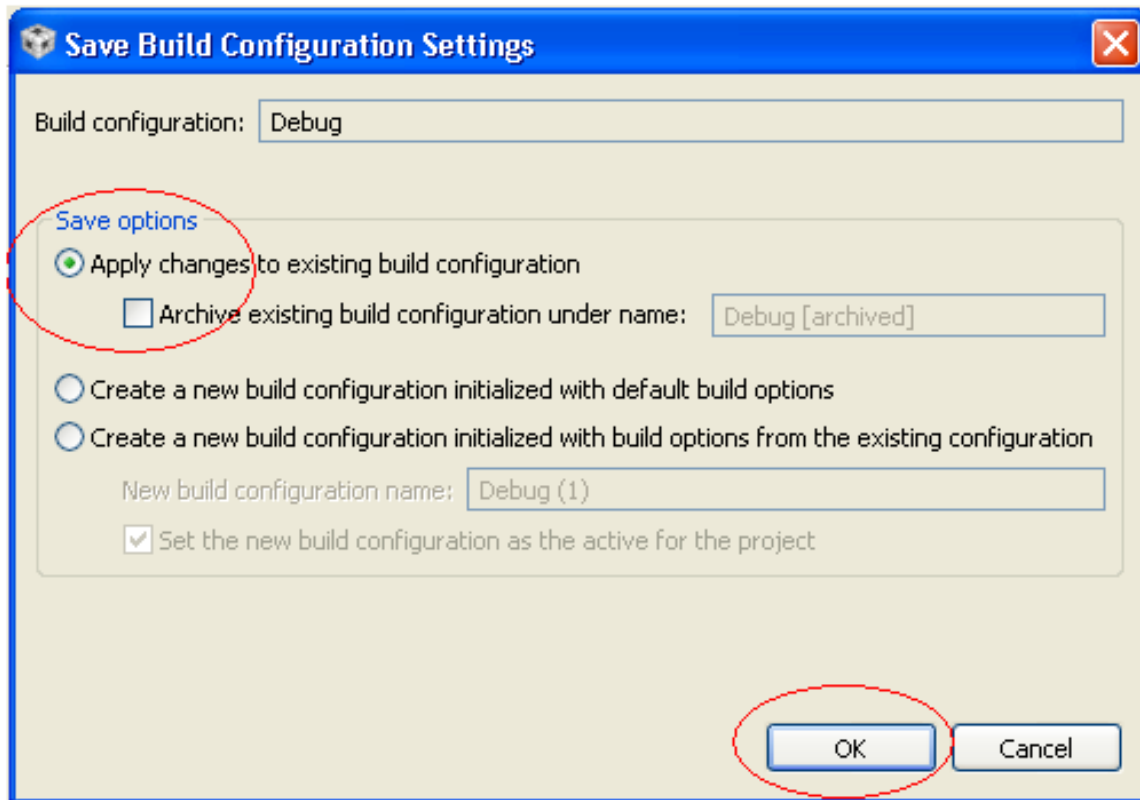 Save Build Configuration Settings
Build configuration: Debug
Save options
Apply changes to existing build configuration
Archive existing build configuration under name: Debug [archived]
Create a new build configuration initialized with default build options
Create a new build configuration initialized with build options from the existing configuration
New build configuration name: Debug (1)
Set the new build configuration as the active for the project
OK Cancel